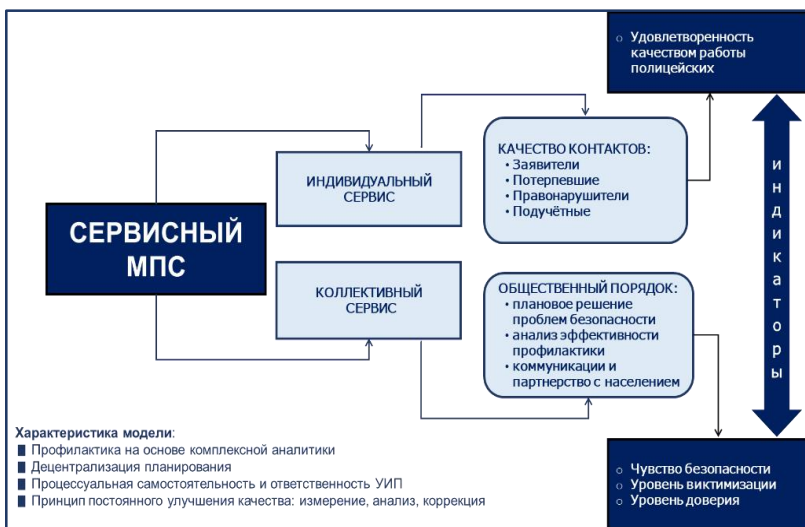 СЕРВИСНЫЙ
МПС
ИНДИВИДУАЛЬНЫЙ
СЕРВИС
КОЛЛЕКТИВНЫЙ
СЕРВИС
КАЧЕСТВО КОНТАКТОВ:
• Заявители
• Потерпевшие
• Правонарушители
• Подучётные
ОБЩЕСТВЕННЫЙ ПОРЯДОК:
• плановое решение
проблем безопасности
• анализ эффективности
профилактики
• коммуникации и
партнерство с населением
○ Удовлетворенность
качеством работы
полицейских
индикаторы
○ Чувство безопасности
○ Уровень виктимизации
○ Уровень доверия
Характеристика модели:
■ Профилактика на основе комплексной аналитики
■ Децентрализация планирования
■ Процессуальная самостоятельность и ответственность УИП
■ Принцип постоянного улучшения качества: измерение, анализ, коррекция